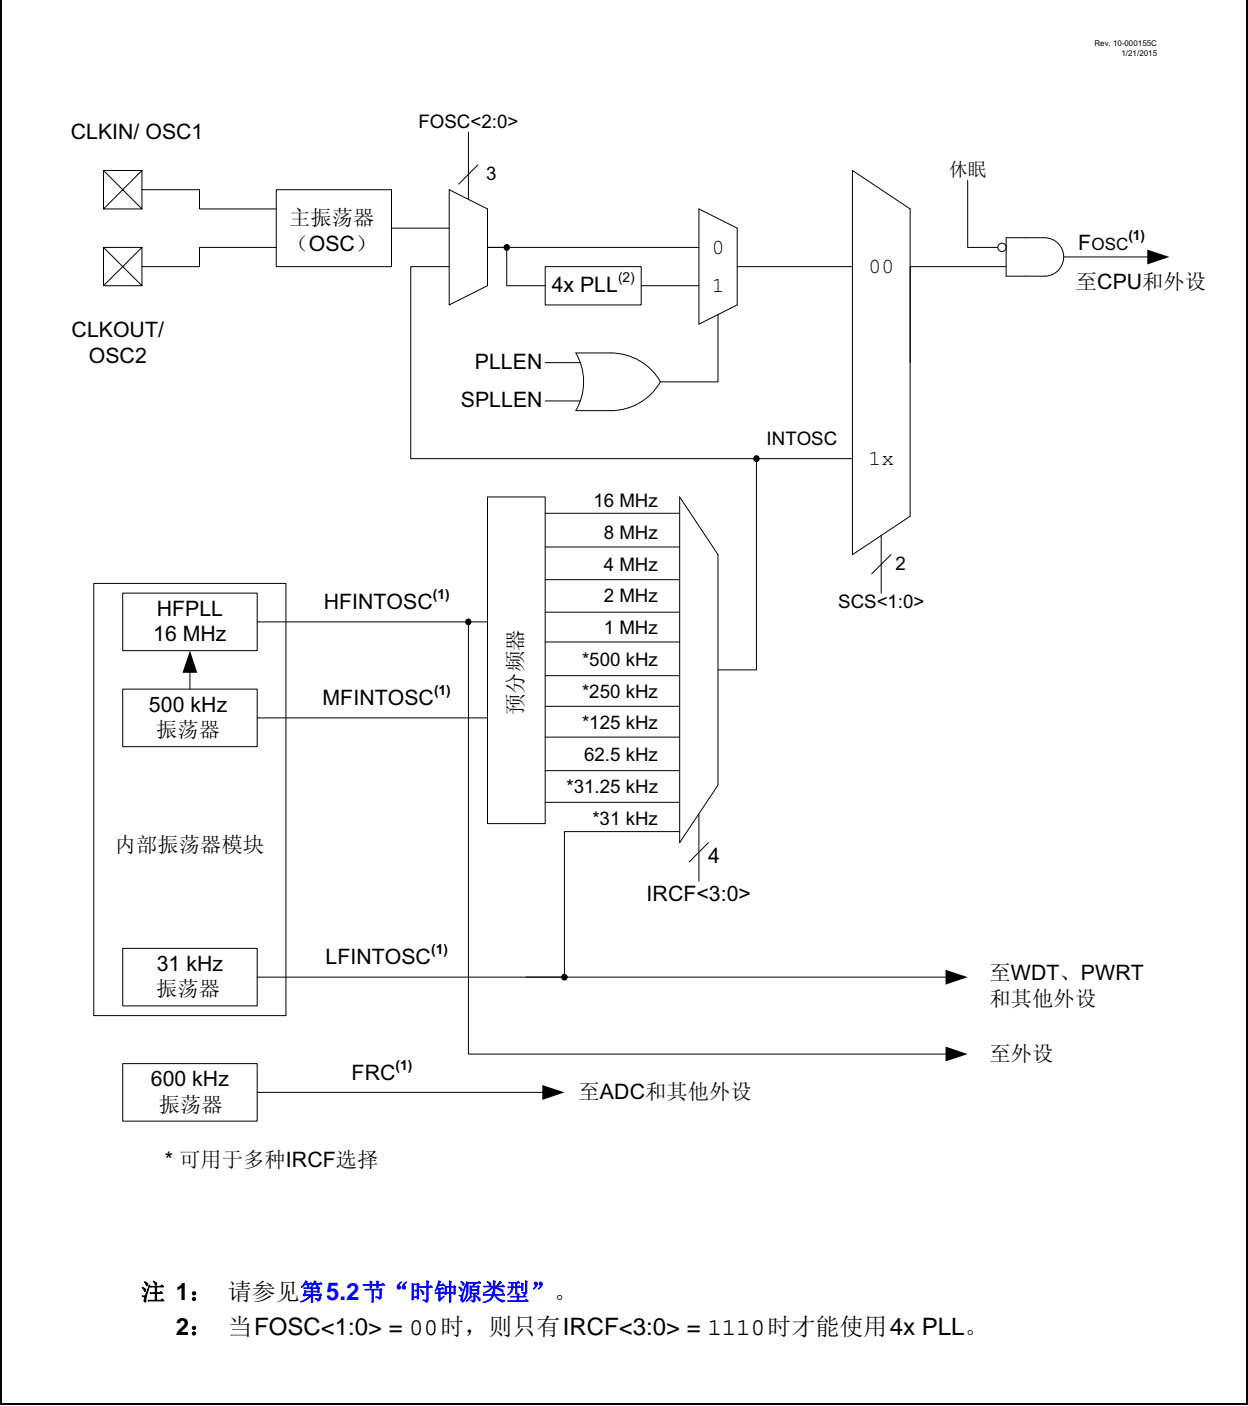 Rev. 10-000155C
1/21/2015
CLKIN/ OSC1
CLKOUT/
OSC2
主振荡器
（OSC）
FOSC<2:0>
3
4x PLL(2)
0
1
PLLEN
SPLLEN
INTOSC
00
1x
2
SCS<1:0>
休眠
FOSC(1)
至CPU和外设
HFPLL
16 MHz
500 kHz
振荡器
内部振荡器模块
31 kHz
振荡器
600 kHz
振荡器
HFINTOSC(1)
MFINTOSC(1)
LFINTOSC(1)
FRC(1)
预分频器
16 MHz
8 MHz
4 MHz
2 MHz
1 MHz
*500 kHz
*250 kHz
*125 kHz
62.5 kHz
*31.25 kHz
*31 kHz
4
IRCF<3:0>
至WDT、PWRT
和其他外设
至外设
至ADC和其他外设
* 可用于多种IRCF选择
注 1： 请参见第5.2节“时钟源类型”。
2： 当FOSC<1:0> = 00时，则只有IRCF<3:0> = 1110时才能使用4x PLL。